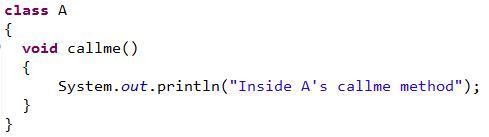 class A
{
void callme()
{
System.out.println("Inside A's callme method");
}
}